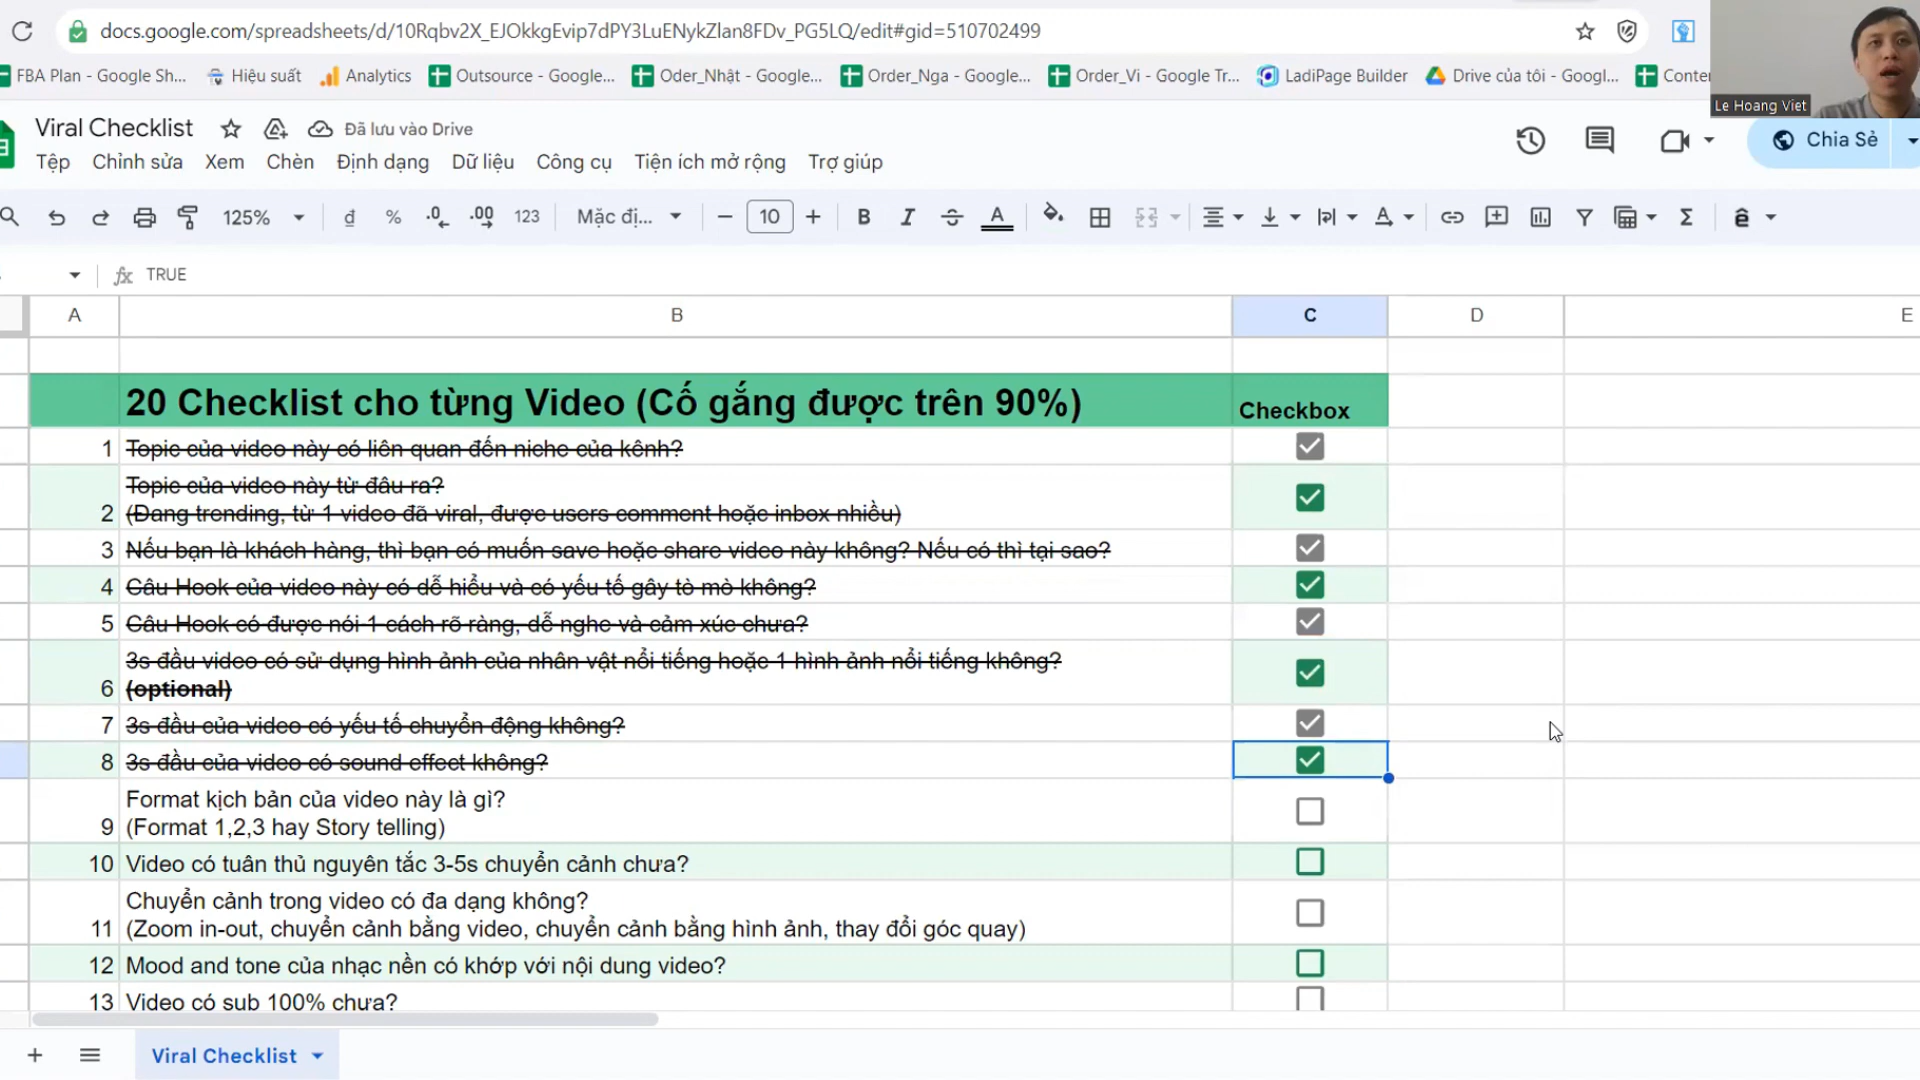 docs.google.com/spreadsheets/d/10Rqbv2X_EJOkkgEvip7dPY3LuENykZlan8FDv_PG5LQ/edit#gid=510702499
FBA Plan - Google Sh... Hiệu suất Analytics Outsource - Google... Oder_Nhật - Google... Order_Nga - Google... Order_Vi - Google Tr... LadiPage Builder Drive của tôi - Googl... Conte
Le Hoang Viet
Viral Checklist Đã lưu vào Drive
Chia Sẻ
Tệp Chỉnh sửa Xem Chèn Định dạng Dữ liệu Công cụ Tiện ích mở rộng Trợ giúp
125% đ % .0 .00 123 Mặc đị... 10 B I A Σ ê
fx TRUE
A B C D E
20 Checklist cho từng Video (Cố gắng được trên 90%) Checkbox
1 Topic của video này có liên quan đến niche của kênh?
Topic của video này từ đâu ra?
2 (Đang trending, từ 1 video đã viral, được users comment hoặc inbox nhiều)
3 Nếu bạn là khách hàng, thì bạn có muốn save hoặc share video này không? Nếu có thì tại sao?
4 Câu Hook của video này có dễ hiểu và có yếu tố gây tò mò không?
5 Câu Hook có được nói 1 cách rõ ràng, dễ nghe và cảm xúc chưa?
3s đầu video có sử dụng hình ảnh của nhân vật nổi tiếng hoặc 1 hình ảnh nổi tiếng không?
6 (optional)
7 3s đầu của video có yếu tố chuyển động không?
8 3s đầu của video có sound effect không?
Format kịch bản của video này là gì?
9 (Format 1,2,3 hay Story telling)
10 Video có tuân thủ nguyên tắc 3-5s chuyển cảnh chưa?
Chuyển cảnh trong video có đa dạng không?
11 (Zoom in-out, chuyển cảnh bằng video, chuyển cảnh bằng hình ảnh, thay đổi góc quay)
12 Mood and tone của nhạc nền có khớp với nội dung video?
13 Video có sub 100% chưa?
Viral Checklist